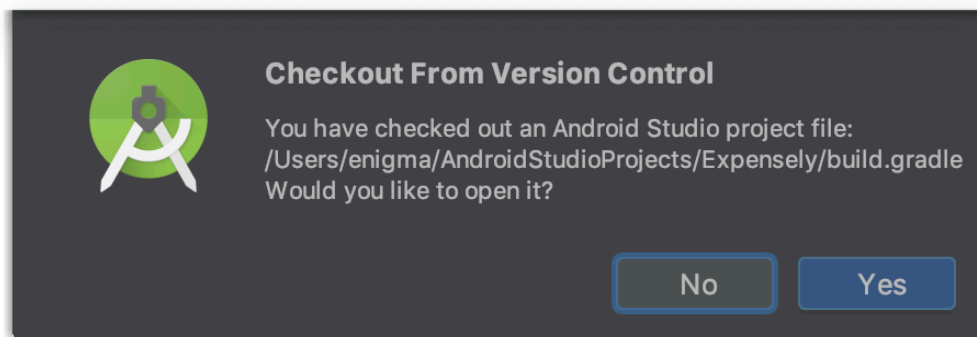 Checkout From Version Control
You have checked out an Android Studio project file:
/Users/enigma/AndroidStudioProjects/Expensely/build.gradle
Would you like to open it?
No
Yes